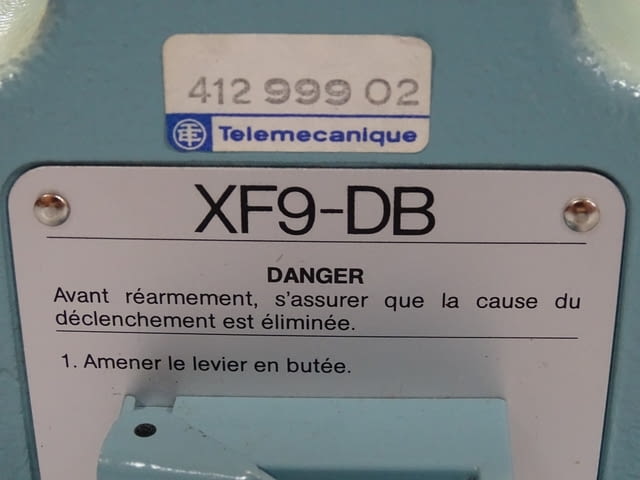 412 999 02
TE Telemecanique
XF9-DB
DANGER
Avant réarmement, s'assurer que la cause du
déclenchement est éliminée.
1. Amener le levier en butée.